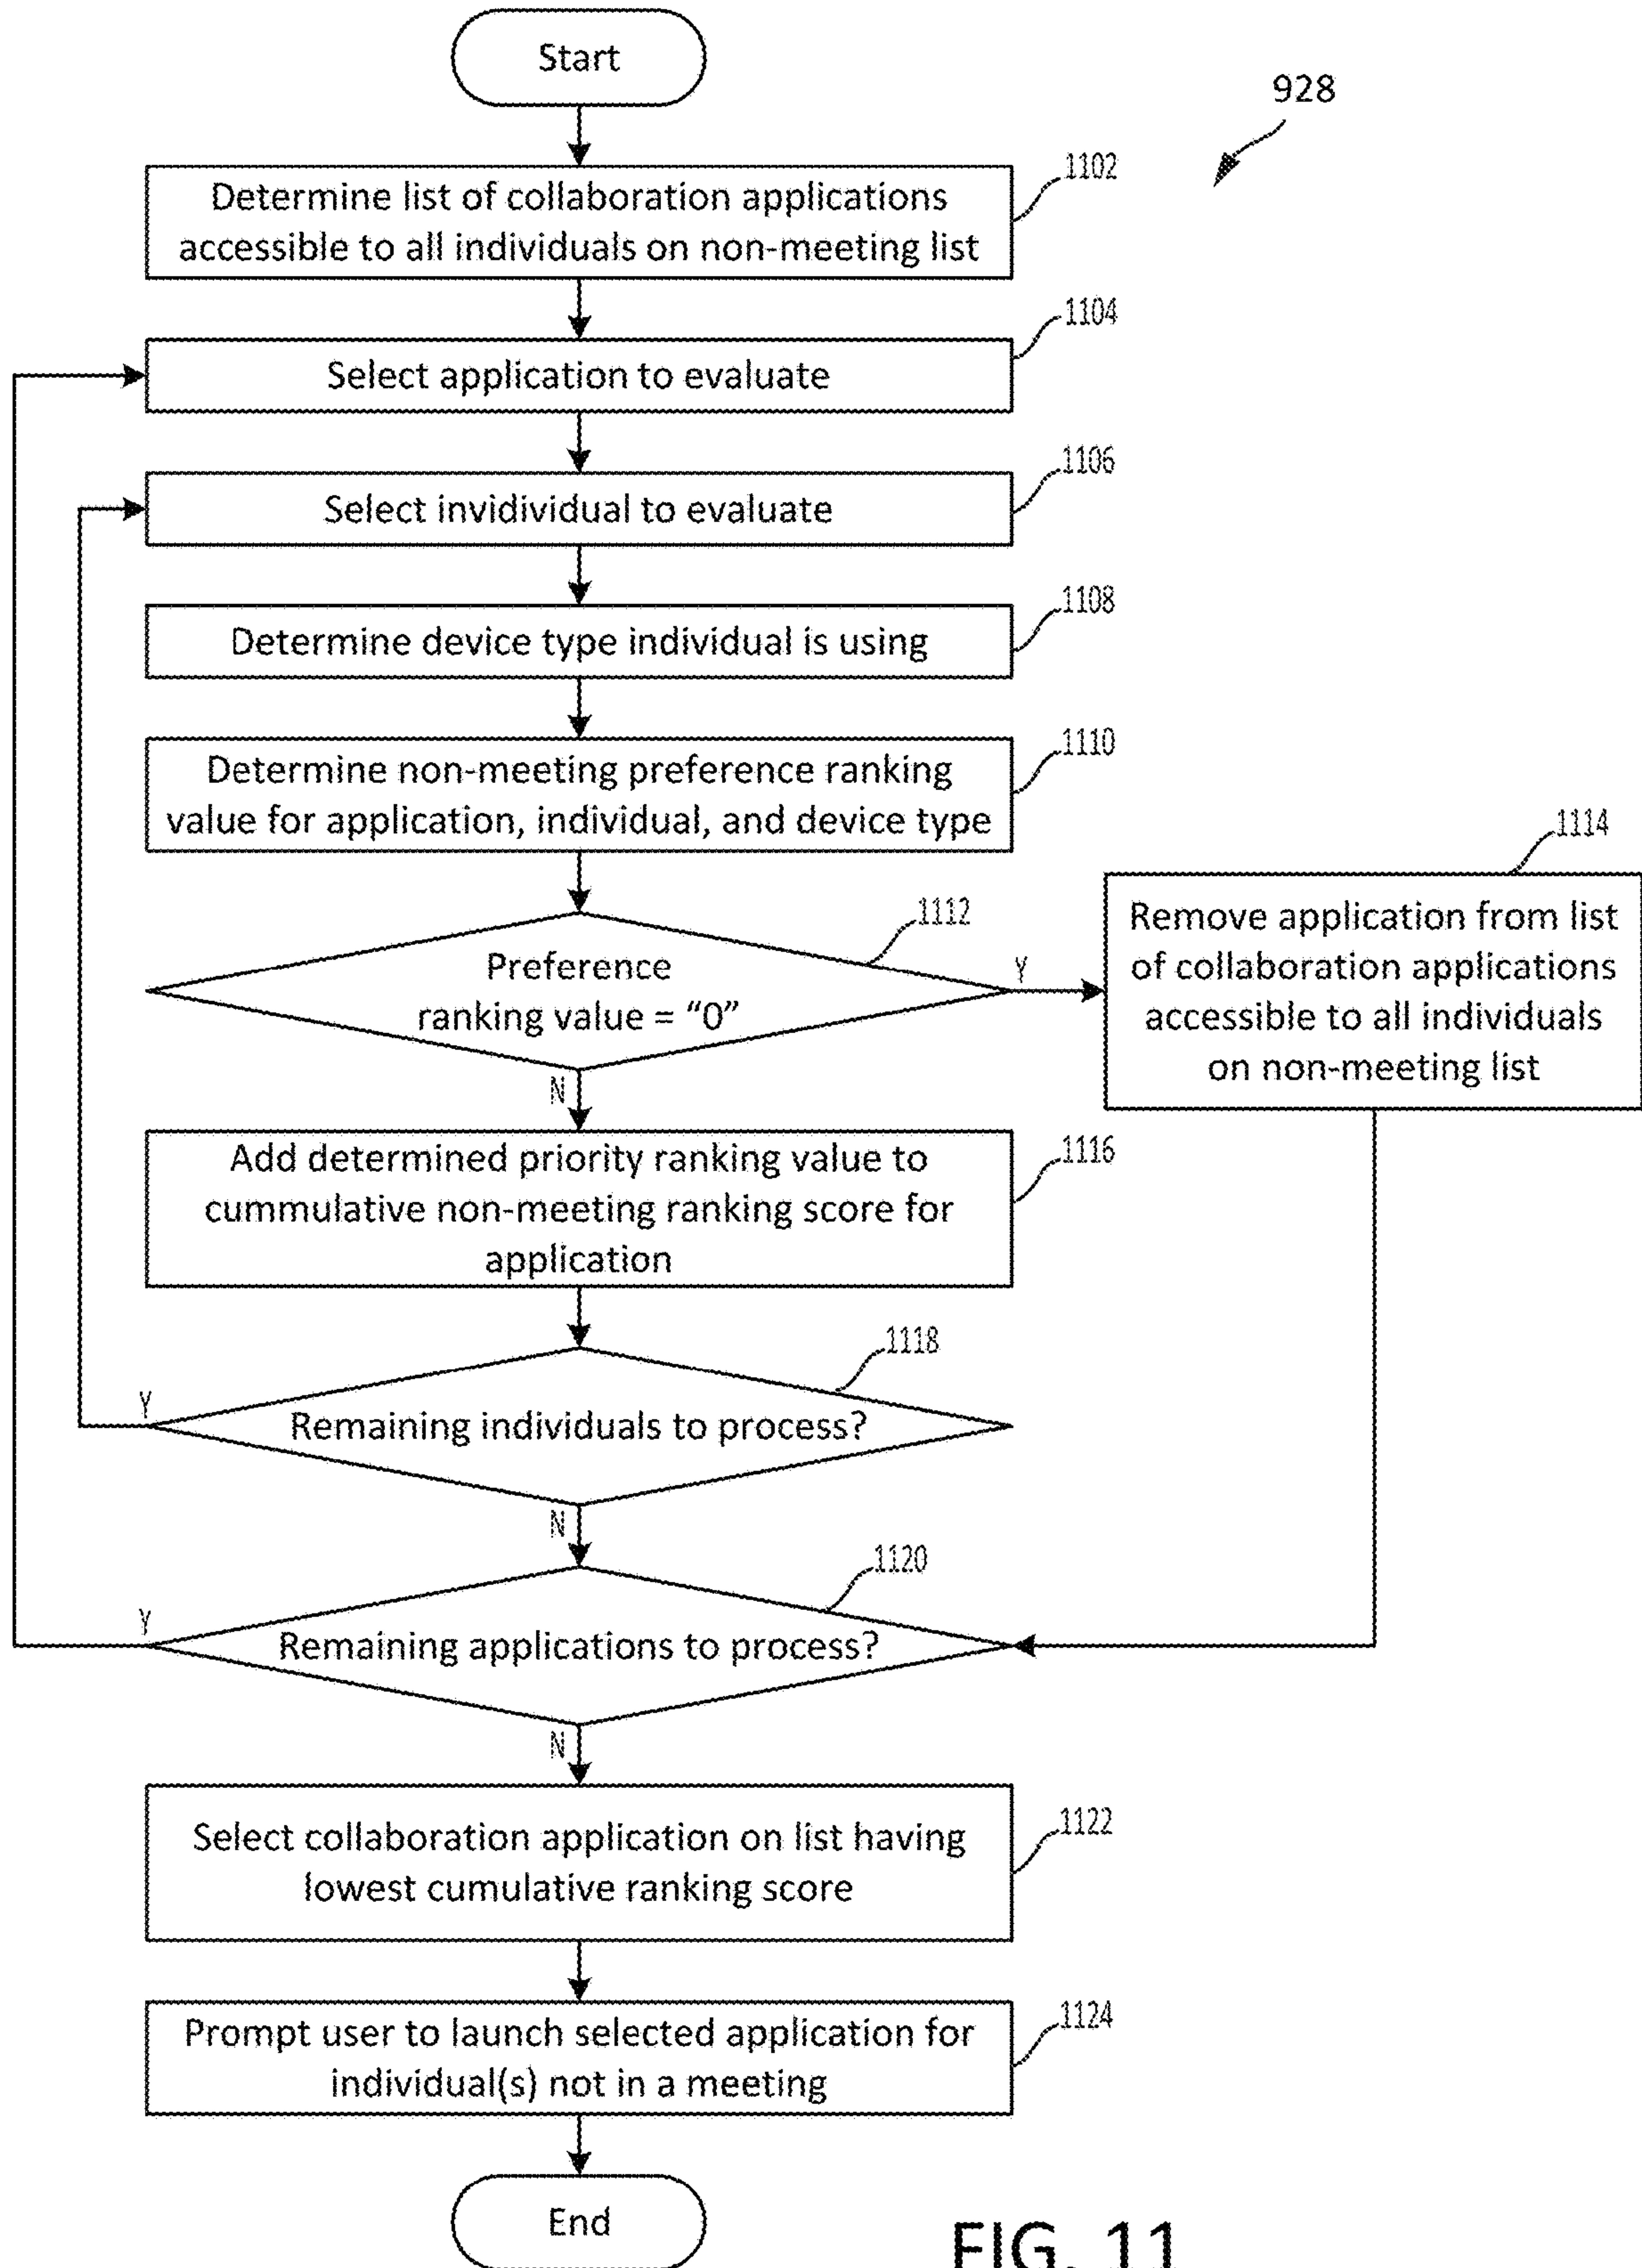 Start
928
1102
Determine list of collaboration applications
accessible to all individuals on non-meeting list
1104
Select application to evaluate
1106
Select invidividual to evaluate
1108
Determine device type individual is using
1110
Determine non-meeting preference ranking
value for application, individual, and device type
1114
Remove application from list
of collaboration applications
accessible to all individuals
on non-meeting list
1112
Preference
ranking value = “0”
Y
N
1116
Add determined priority ranking value to
cummulative non-meeting ranking score for
application
1118
Remaining individuals to process?
Y
N
1120
Remaining applications to process?
Y
N
1122
Select collaboration application on list having
lowest cumulative ranking score
1124
Prompt user to launch selected application for
individual(s) not in a meeting
End
FIG. 11